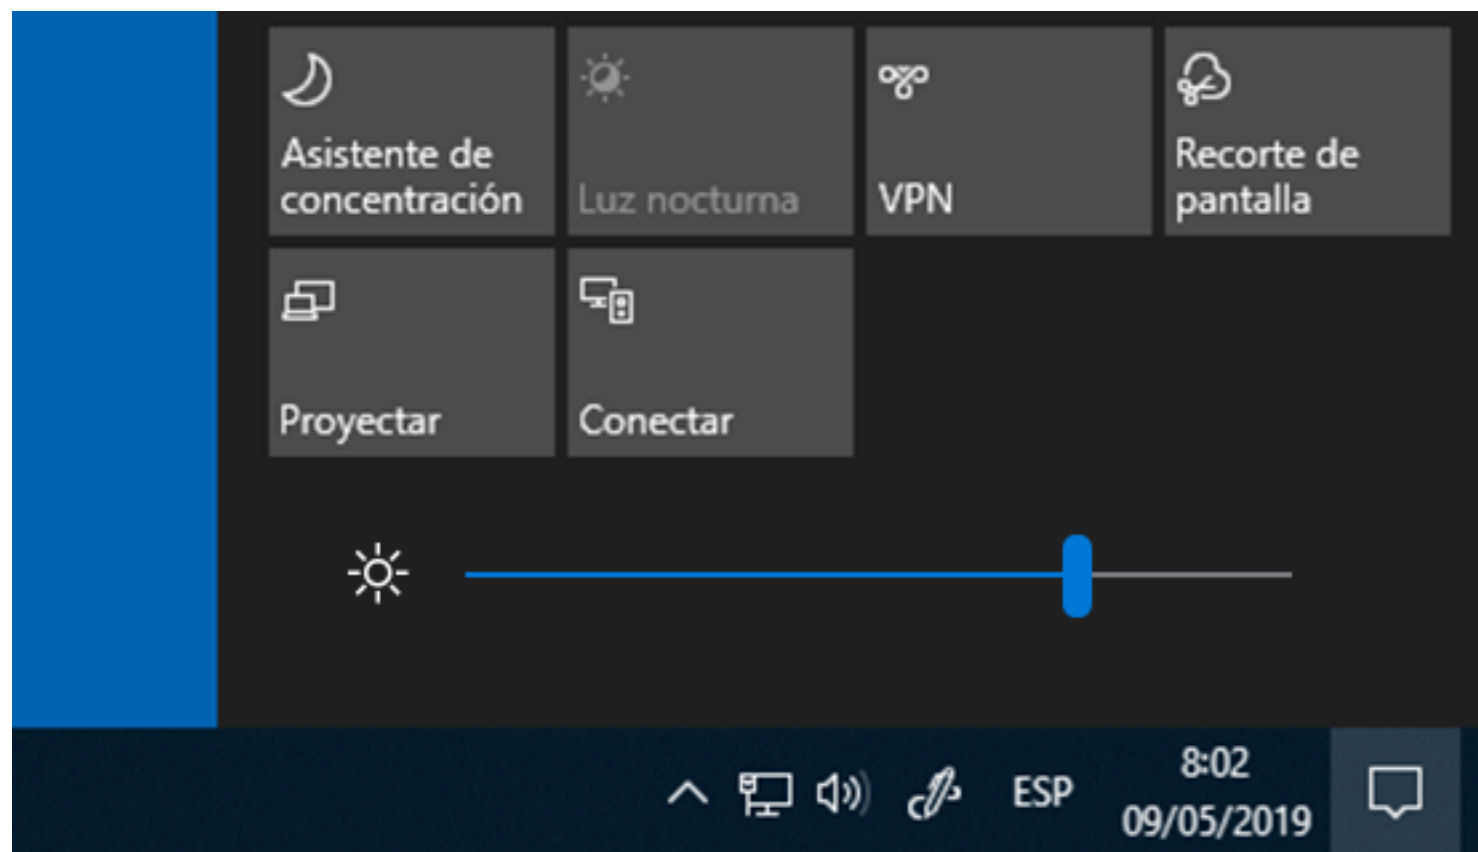 Asistente de
concentración
Luz nocturna
VPN
Recorte de
pantalla
Proyectar
Conectar
ESP
8:02
09/05/2019